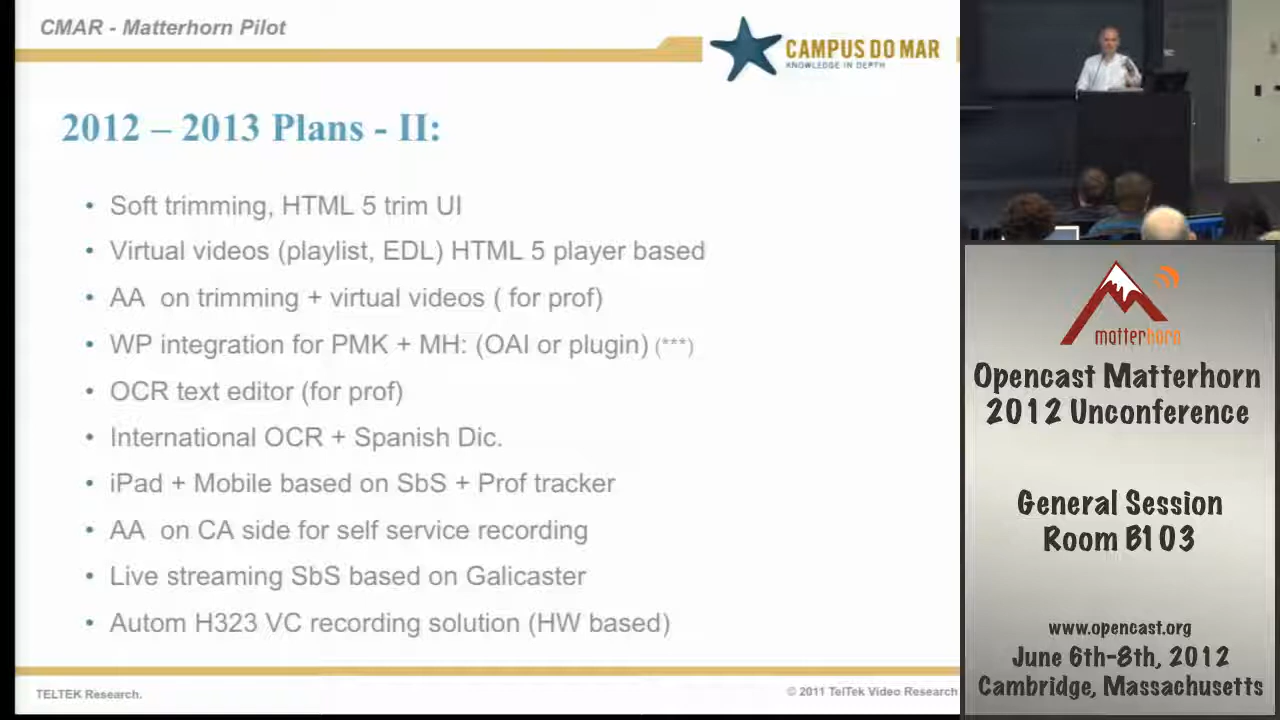 CMAR - Matterhorn Pilot
CAMPUS DO MAR
KNOWLEDGE IN DEPTH
2012 – 2013 Plans - II:
• Soft trimming, HTML 5 trim UI
• Virtual videos (playlist, EDL) HTML 5 player based
• AA on trimming + virtual videos ( for prof)
• WP integration for PMK + MH: (OAI or plugin) (***)
• OCR text editor (for prof)
• International OCR + Spanish Dic.
• iPad + Mobile based on SbS + Prof tracker
• AA on CA side for self service recording
• Live streaming SbS based on Galicaster
• Autom H323 VC recording solution (HW based)
TELTEK Research.
© 2011 TelTek Video Research
matterhorn
Opencast Matterhorn
2012 Unconference
General Session
Room B103
www.opencast.org
June 6th-8th, 2012
Cambridge, Massachusetts